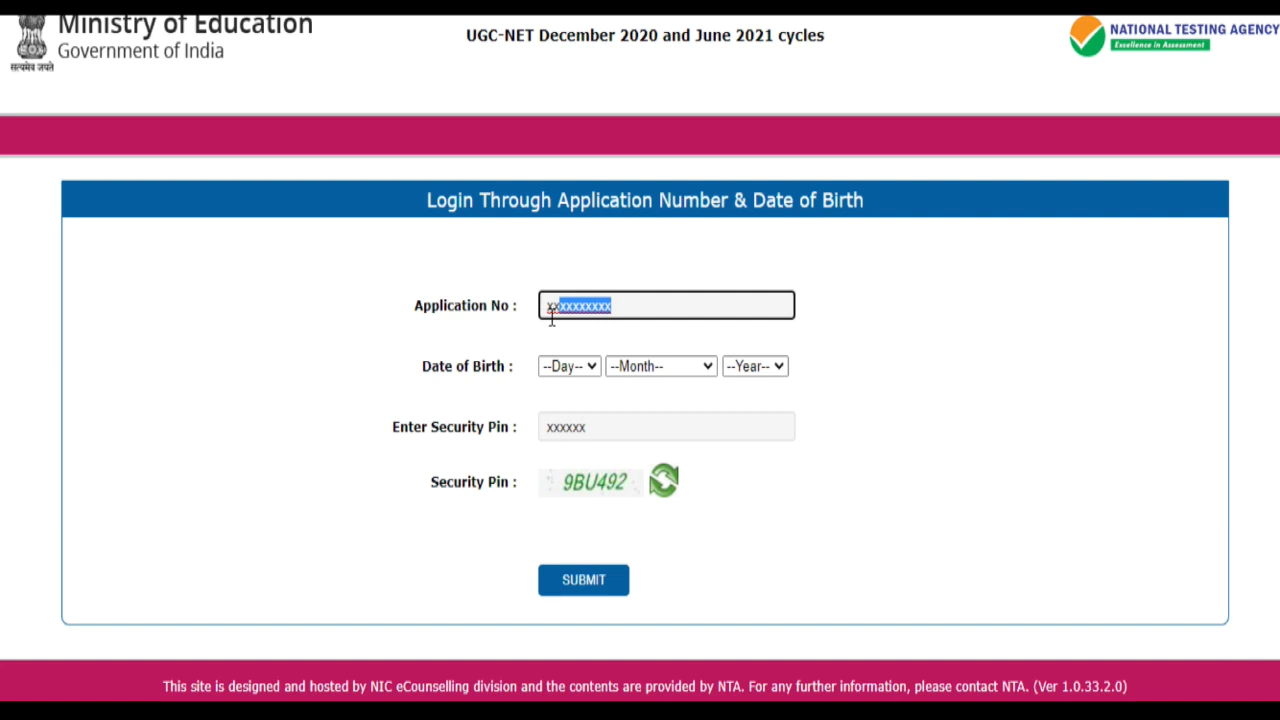 Ministry of Education
Government of India
सत्यमेव जयते
UGC-NET December 2020 and June 2021 cycles
NATIONAL TESTING AGENCY
Excellence in Assessment
Login Through Application Number & Date of Birth
Application No : xxxxxxxxxx
Date of Birth : --Day-- --Month-- --Year--
Enter Security Pin : xxxxxx
Security Pin : 9BU492
SUBMIT
This site is designed and hosted by NIC eCounselling division and the contents are provided by NTA. For any further information, please contact NTA. (Ver 1.0.33.2.0)